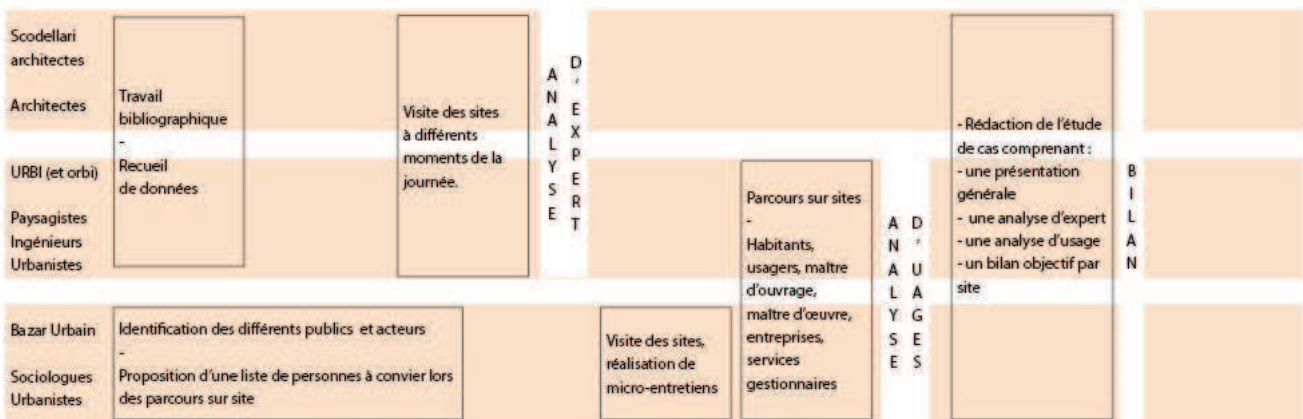 Scodellari
architectes
Architectes
Travail
bibliographique
-
Recueil
de données
Visite des sites
à différents
moments de la
journée.
ANALYSE
D' EXPERT
URBI (et orbi)
Paysagistes
Ingénieurs
Urbanistes
Bazar Urbain
Sociologues
Urbanistes
Identification des différents publics et acteurs
-
Proposition d'une liste de personnes à convier lors
des parcours sur site
Visite des sites,
réalisation de
micro-entretiens
Parcours sur sites
-
Habitants,
usagers, maître
d'ouvrage,
maître d'œuvre,
entreprises,
services
gestionnaires
ANALYSE
D' UAGES
- Rédaction de l'étude
de cas comprenant :
- une présentation
générale
- une analyse d'expert
- une analyse d'usage
- un bilan objectif par
site
BILAN